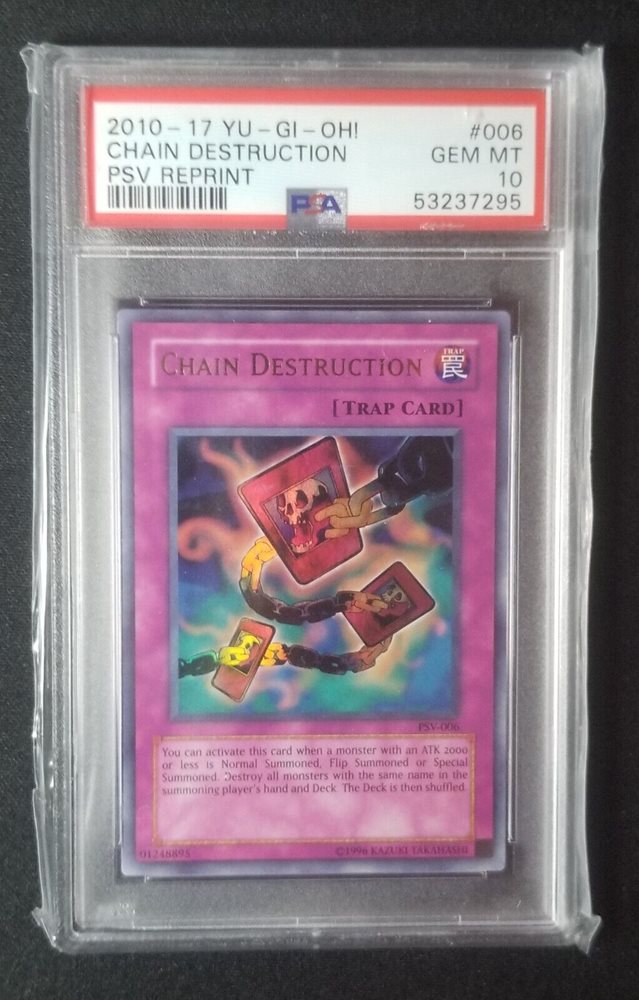 2010-17 YU-GI-OH! #006
CHAIN DESTRUCTION GEM MT
PSV REPRINT 10
PSA 53237295
CHAIN DESTRUCTION
TRAP
罠
[TRAP CARD]
PSV-006
You can activate this card when a monster with an ATK 2000
or less is Normal Summoned, Flip Summoned or Special
Summoned. Destroy all monsters with the same name in the
summoning player's hand and Deck. The Deck is then shuffled.
01248895 ©1996 KAZUKI TAKAHASHI